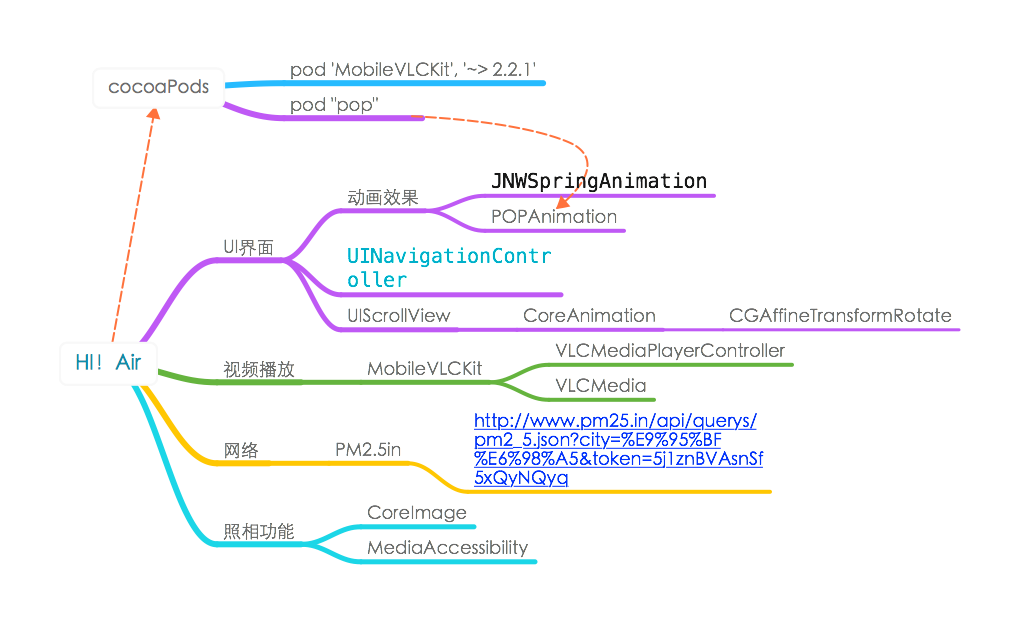 cocoaPods
pod 'MobileVLCKit', '~> 2.2.1'
pod "pop"
HI！Air
UI界面
动画效果
JNWSpringAnimation
POPAnimation
UINavigationContr
oller
UIScrollView
CoreAnimation
CGAffineTransformRotate
视频播放
MobileVLCKit
VLCMediaPlayerController
VLCMedia
网络
PM2.5in
http://www.pm25.in/api/querys/
pm2_5.json?city=%E9%95%BF
%E6%98%A5&token=5j1znBVAsnSf
5xQyNQyq
照相功能
CoreImage
MediaAccessibility